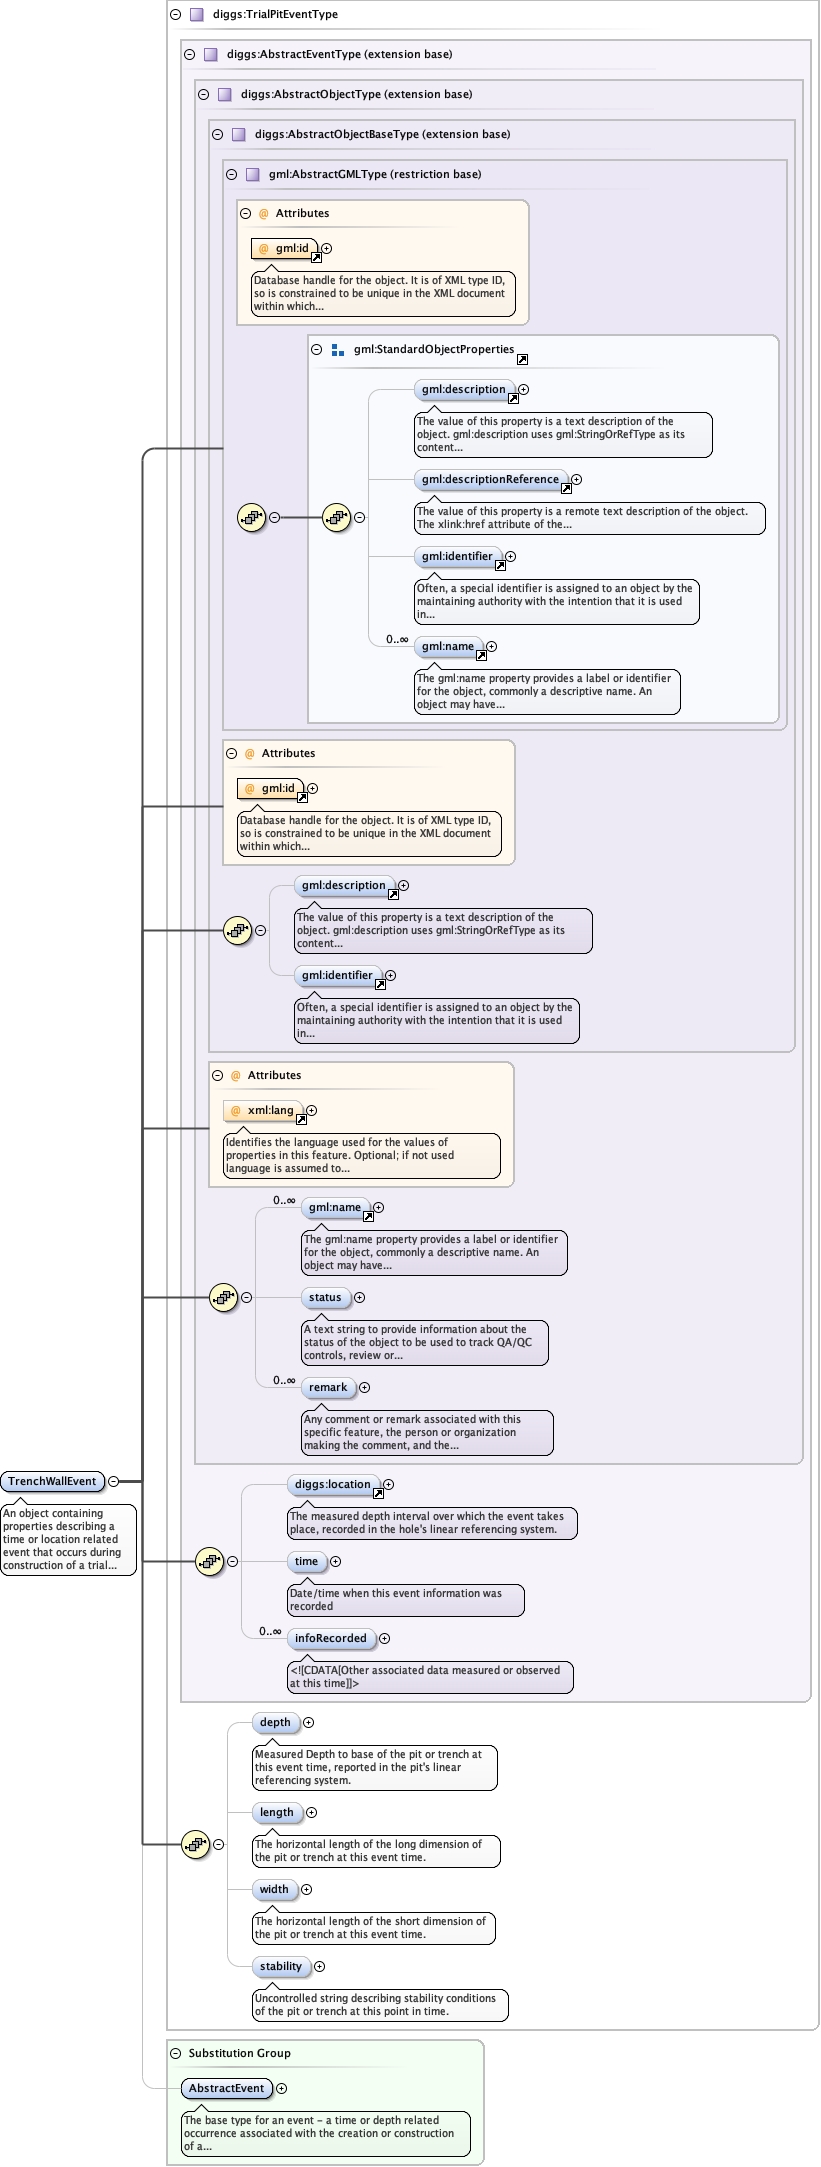 diggs:TrialPitEventType
diggs:AbstractEventType (extension base)
diggs:AbstractObjectType (extension base)
diggs:AbstractObjectBaseType (extension base)
gml:AbstractGMLType (restriction base)
@ Attributes
@ gml:id
Database handle for the object. It is of XML type ID,
so is constrained to be unique in the XML document
within which...
gml:StandardObjectProperties
gml:description
The value of this property is a text description of the
object. gml:description uses gml:StringOrRefType as its
content...
gml:descriptionReference
The value of this property is a remote text description of the object.
The xlink:href attribute of the...
gml:identifier
Often, a special identifier is assigned to an object by the
maintaining authority with the intention that it is used
in...
0..∞
gml:name
The gml:name property provides a label or identifier
for the object, commonly a descriptive name. An
object may have...
@ Attributes
@ gml:id
Database handle for the object. It is of XML type ID,
so is constrained to be unique in the XML document
within which...
gml:description
The value of this property is a text description of the
object. gml:description uses gml:StringOrRefType as its
content...
gml:identifier
Often, a special identifier is assigned to an object by the
maintaining authority with the intention that it is used
in...
@ Attributes
@ xml:lang
Identifies the language used for the values of
properties in this feature. Optional; if not used
language is assumed to...
0..∞
gml:name
The gml:name property provides a label or identifier
for the object, commonly a descriptive name. An
object may have...
status
A text string to provide information about the
status of the object to be used to track QA/QC
controls, review or...
0..∞
remark
Any comment or remark associated with this
specific feature, the person or organization
making the comment, and the...
TrenchWallEvent
An object containing
properties describing a
time or location related
event that occurs during
construction of a trial...
diggs:location
The measured depth interval over which the event takes
place, recorded in the hole's linear referencing system.
time
Date/time when this event information was
recorded
0..∞
infoRecorded
<![CDATA[Other associated data measured or observed
at this time]]>
depth
Measured Depth to base of the pit or trench at
this event time, reported in the pit's linear
referencing system.
length
The horizontal length of the long dimension of
the pit or trench at this event time.
width
The horizontal length of the short dimension of
the pit or trench at this event time.
stability
Uncontrolled string describing stability conditions
of the pit or trench at this point in time.
Substitution Group
AbstractEvent
The base type for an event – a time or depth related
occurrence associated with the creation or construction
of a...